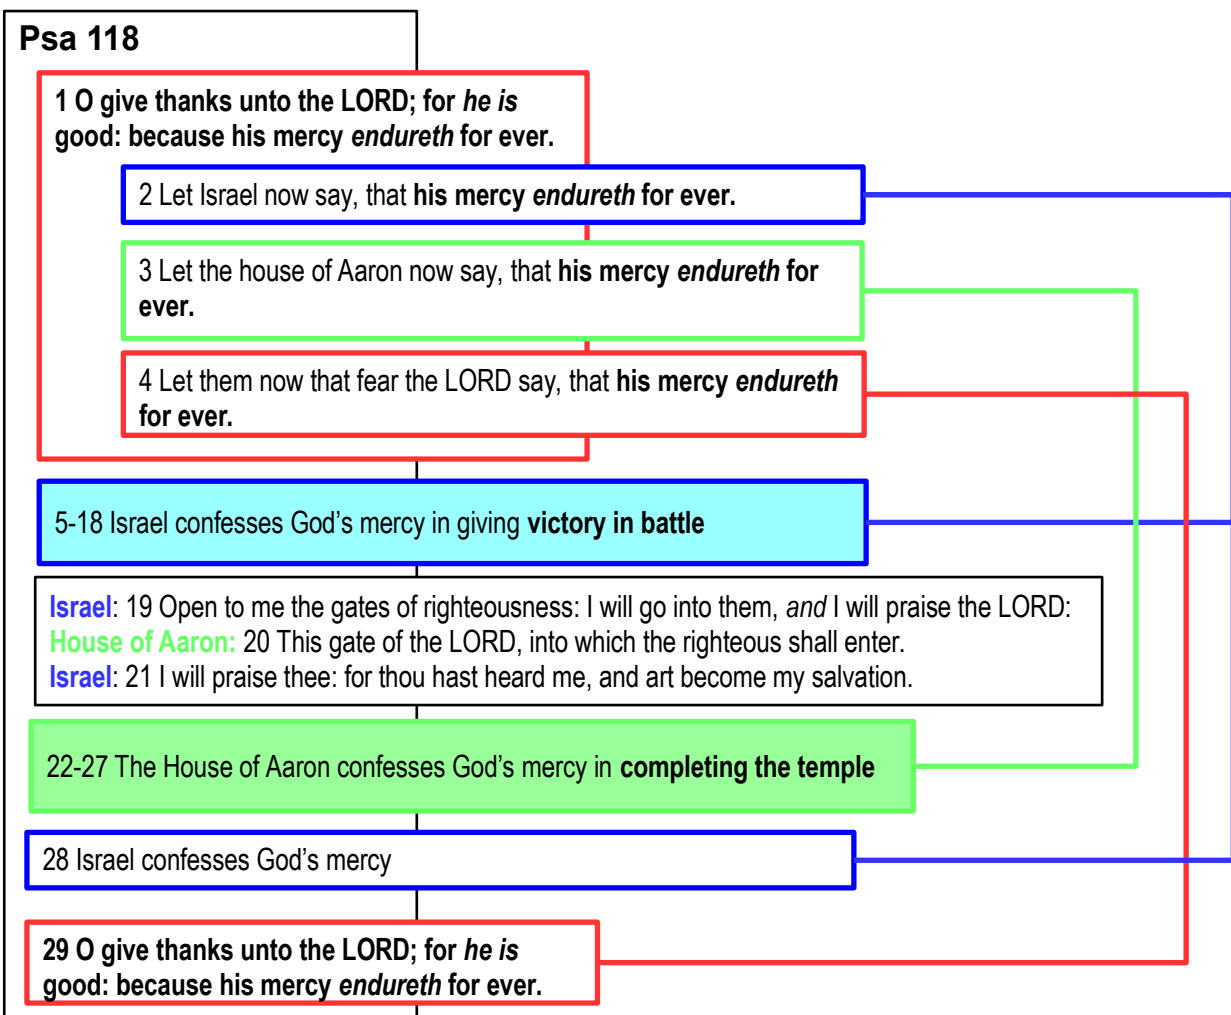 Psa 118
1 O give thanks unto the LORD; for he is
good: because his mercy endureth for ever.
2 Let Israel now say, that his mercy endureth for ever.
3 Let the house of Aaron now say, that his mercy endureth for
ever.
4 Let them now that fear the LORD say, that his mercy endureth
for ever.
5-18 Israel confesses God’s mercy in giving victory in battle
Israel: 19 Open to me the gates of righteousness: I will go into them, and I will praise the LORD:
House of Aaron: 20 This gate of the LORD, into which the righteous shall enter.
Israel: 21 I will praise thee: for thou hast heard me, and art become my salvation.
22-27 The House of Aaron confesses God’s mercy in completing the temple
28 Israel confesses God’s mercy
29 O give thanks unto the LORD; for he is
good: because his mercy endureth for ever.